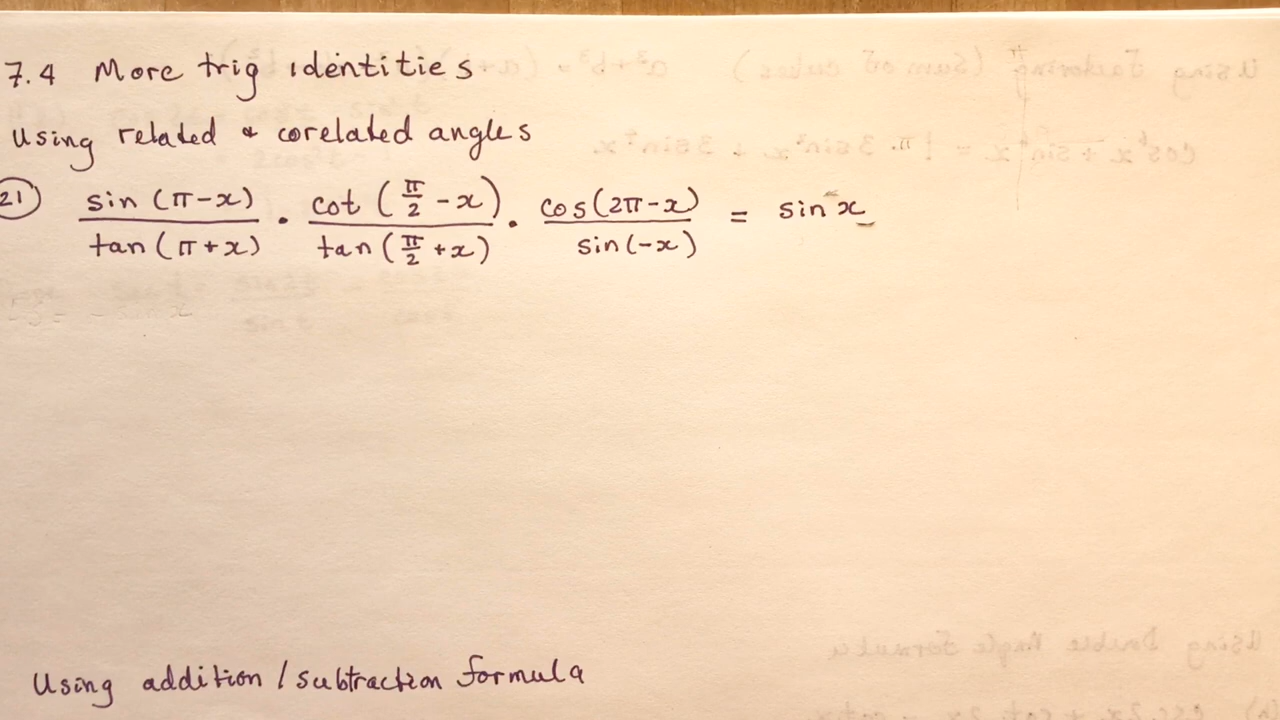 7.4 More trig identities
Using related & corelated angles
21) sin (π-x) / tan (π+x) · cot (π/2 - x) / tan (π/2 + x) · cos(2π-x) / sin(-x) = sin x
Using addition / subtraction formula